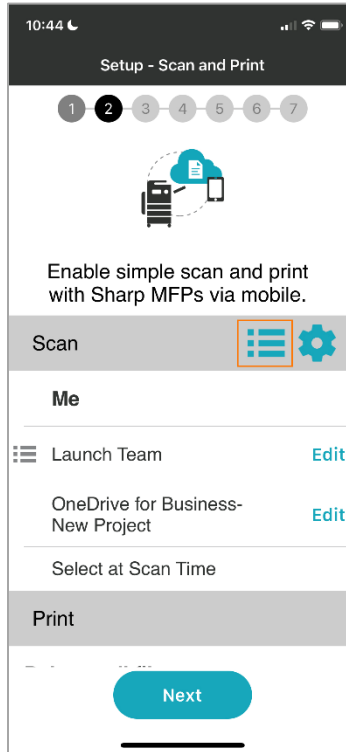 10:44
Setup - Scan and Print
1 2 3 4 5 6 7
Enable simple scan and print
with Sharp MFPs via mobile.
Scan
Me
Launch Team Edit
OneDrive for Business-
New Project Edit
Select at Scan Time
Print
Next